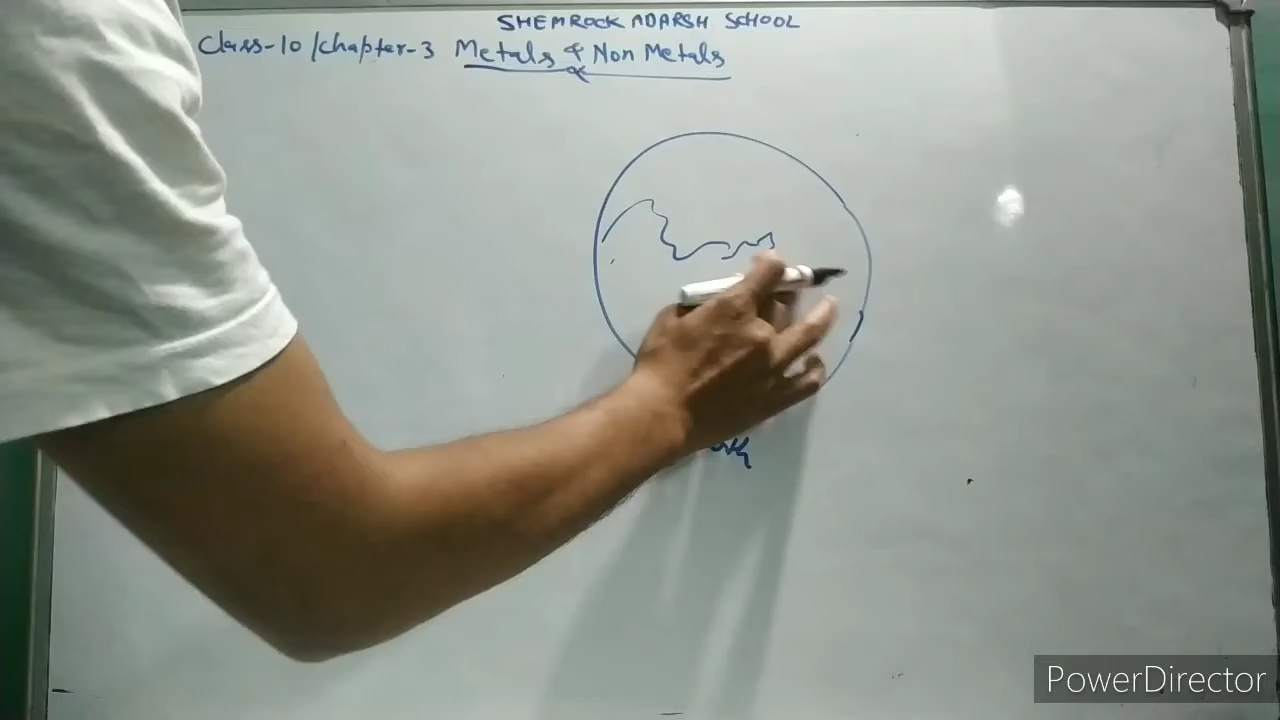 SHEMROCK ADARSH SCHOOL
Class-10/chapter-3 Metals & Non Metals
PowerDirector